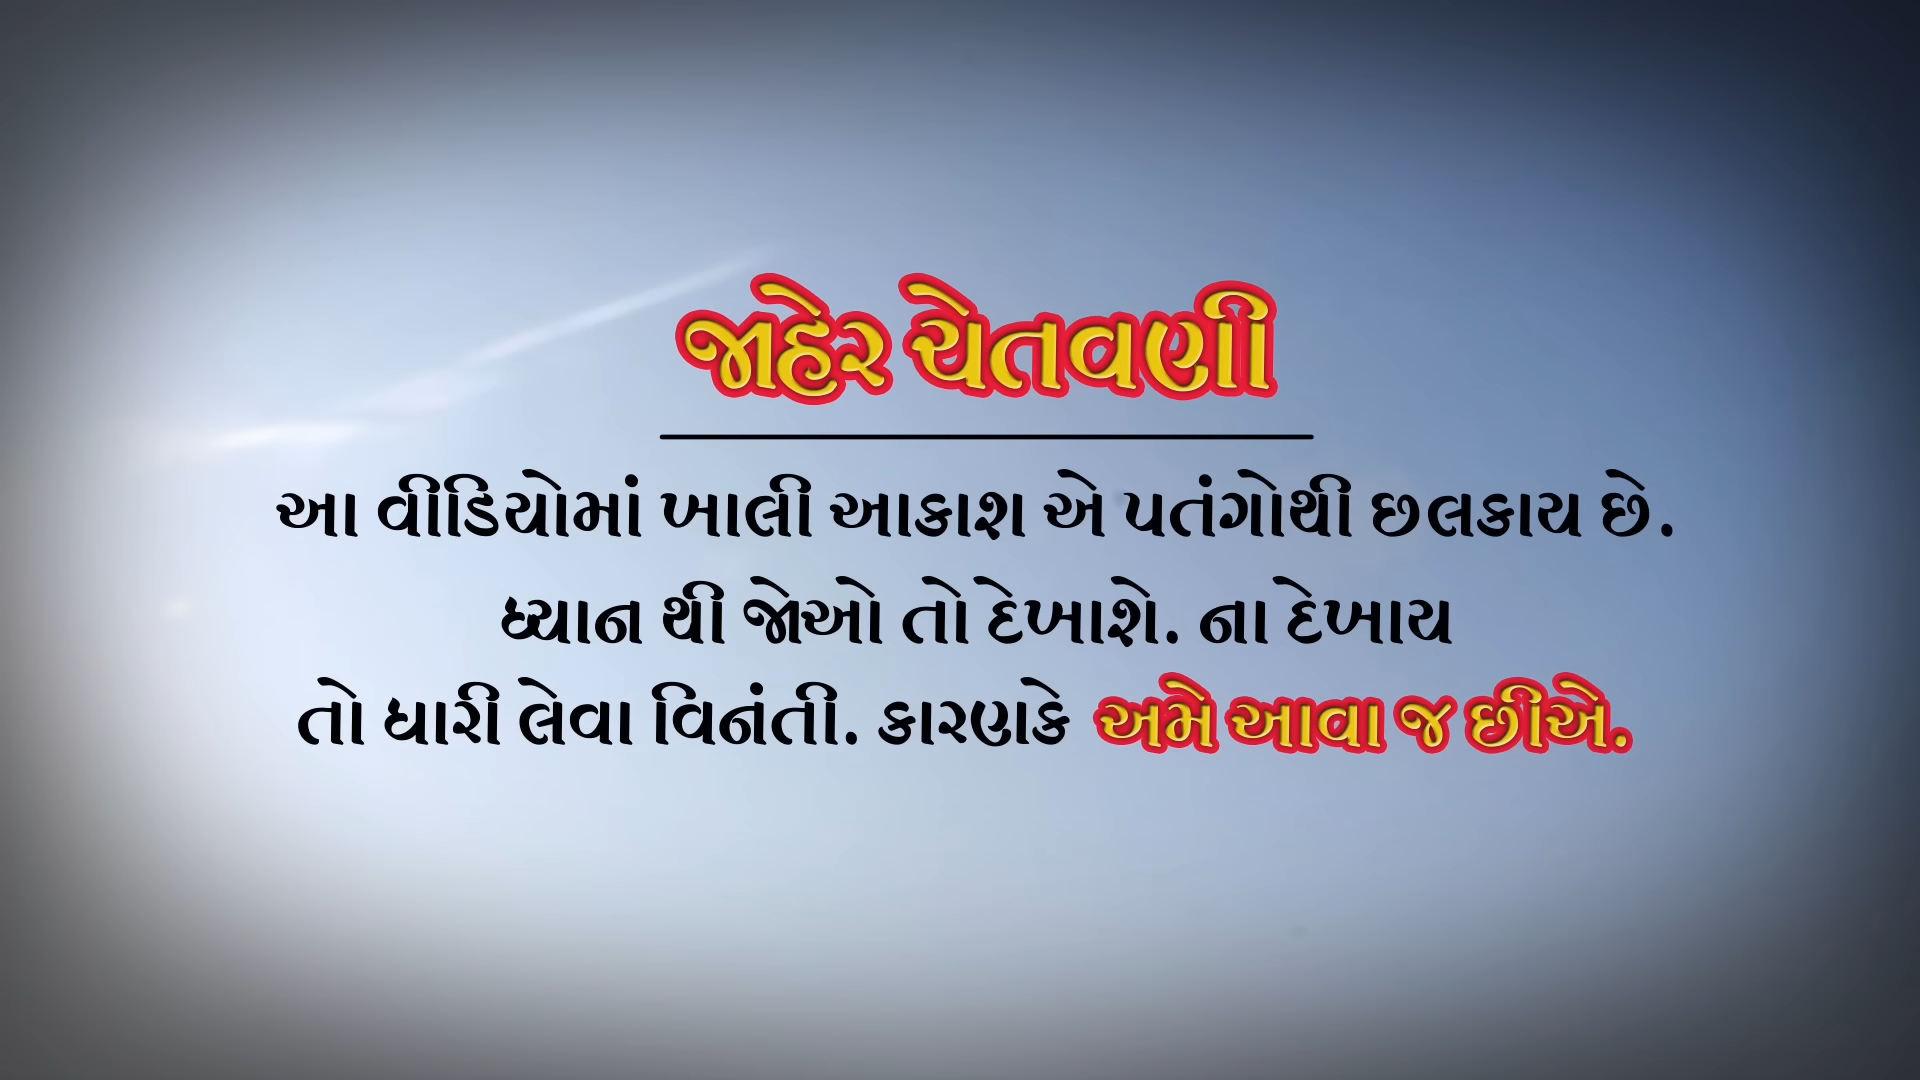 જાહેર ચેતવણી
આ વીડિયોમાં ખાલી આકાશ એ પતંગોથી છલકાય છે.
ધ્યાન થી જોઓ તો દેખાશે. ના દેખાય
તો ધારી લેવા વિનંતી. કારણકે અમે આવા જ છીએ.